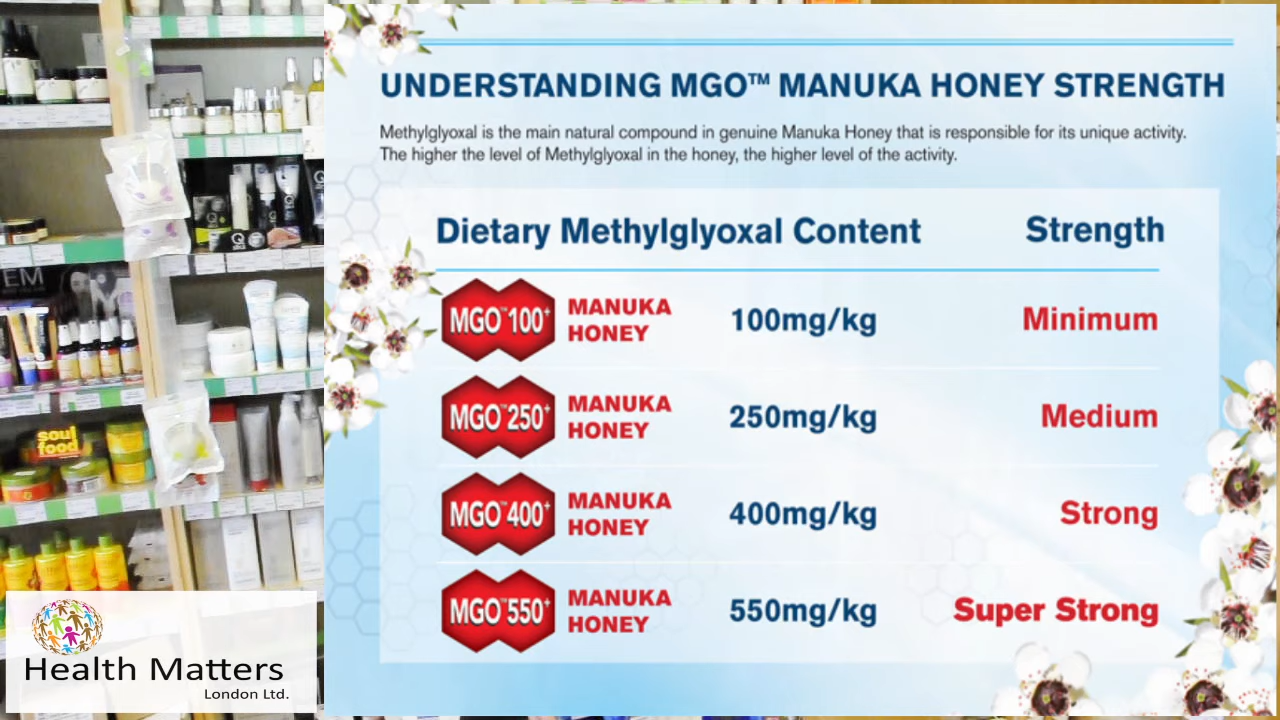 UNDERSTANDING MGO™ MANUKA HONEY STRENGTH
Methylglyoxal is the main natural compound in genuine Manuka Honey that is responsible for its unique activity.
The higher the level of Methylglyoxal in the honey, the higher level of the activity.
Dietary Methylglyoxal Content Strength
MGO™100+ MANUKA HONEY 100mg/kg Minimum
MGO™250+ MANUKA HONEY 250mg/kg Medium
MGO™400+ MANUKA HONEY 400mg/kg Strong
MGO™550+ MANUKA HONEY 550mg/kg Super Strong
soul
food
Health Matters
London Ltd.